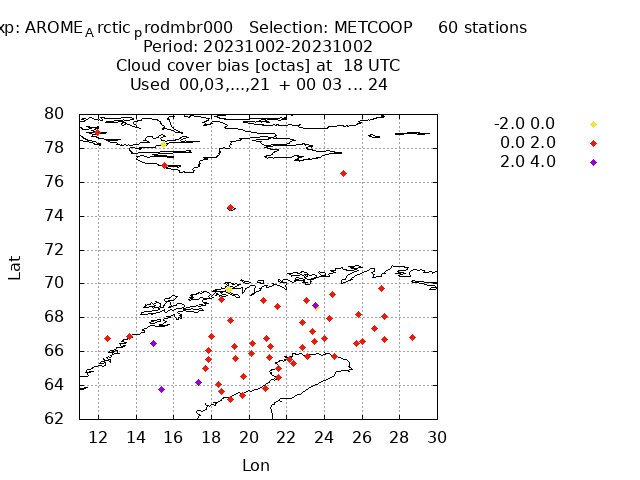 xp: AROME_Arctic_prodmbr000 Selection: METCOOP 60 stations
Period: 20231002-20231002
Cloud cover bias [octas] at 18 UTC
Used 00,03,...,21 + 00 03 ... 24
-2.0 0.0
0.0 2.0
2.0 4.0
80
78
76
74
72
70
68
66
64
62
Lat
12 14 16 18 20 22 24 26 28 30
Lon